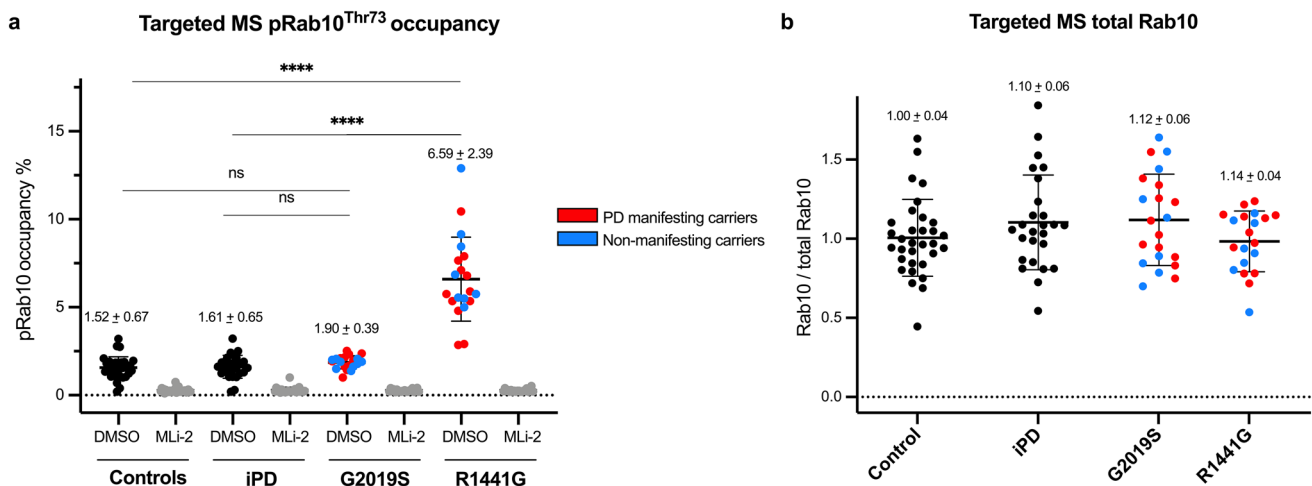 a
Targeted MS pRab10Thr73 occupancy
pRab10 occupancy %
15
10
5
0
****
****
ns
ns
1.52 ± 0.67
1.61 ± 0.65
1.90 ± 0.39
6.59 ± 2.39
PD manifesting carriers
Non-manifesting carriers
DMSO MLi-2 DMSO MLi-2 DMSO MLi-2 DMSO MLi-2
Controls iPD G2019S R1441G
b
Targeted MS total Rab10
Rab10 / total Rab10
1.5
1.0
0.5
0.0
1.00 ± 0.04
1.10 ± 0.06
1.12 ± 0.06
1.14 ± 0.04
Control
iPD
G2019S
R1441G